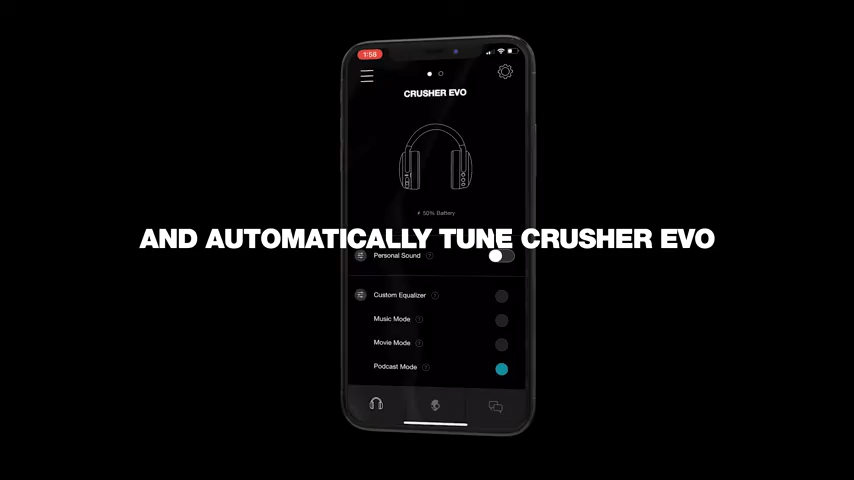 1:58
CRUSHER EVO
50% Battery
AND AUTOMATICALLY TUNE CRUSHER EVO
Personal Sound ?
Custom Equalizer ?
Music Mode ?
Movie Mode ?
Podcast Mode ?